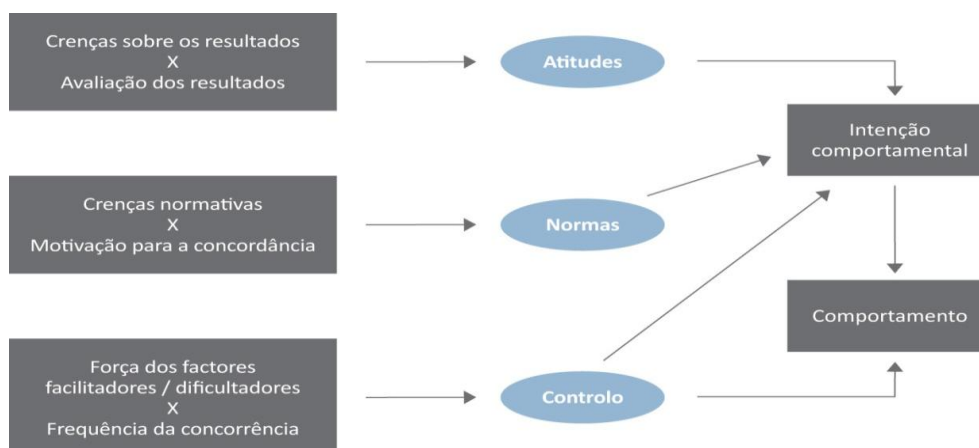 Crenças sobre os resultados
X
Avaliação dos resultados
Atitudes
Intenção
comportamental
Crenças normativas
X
Motivação para a concordância
Normas
Comportamento
Força dos factores
facilitadores / dificultadores
X
Frequência da concorrência
Controlo